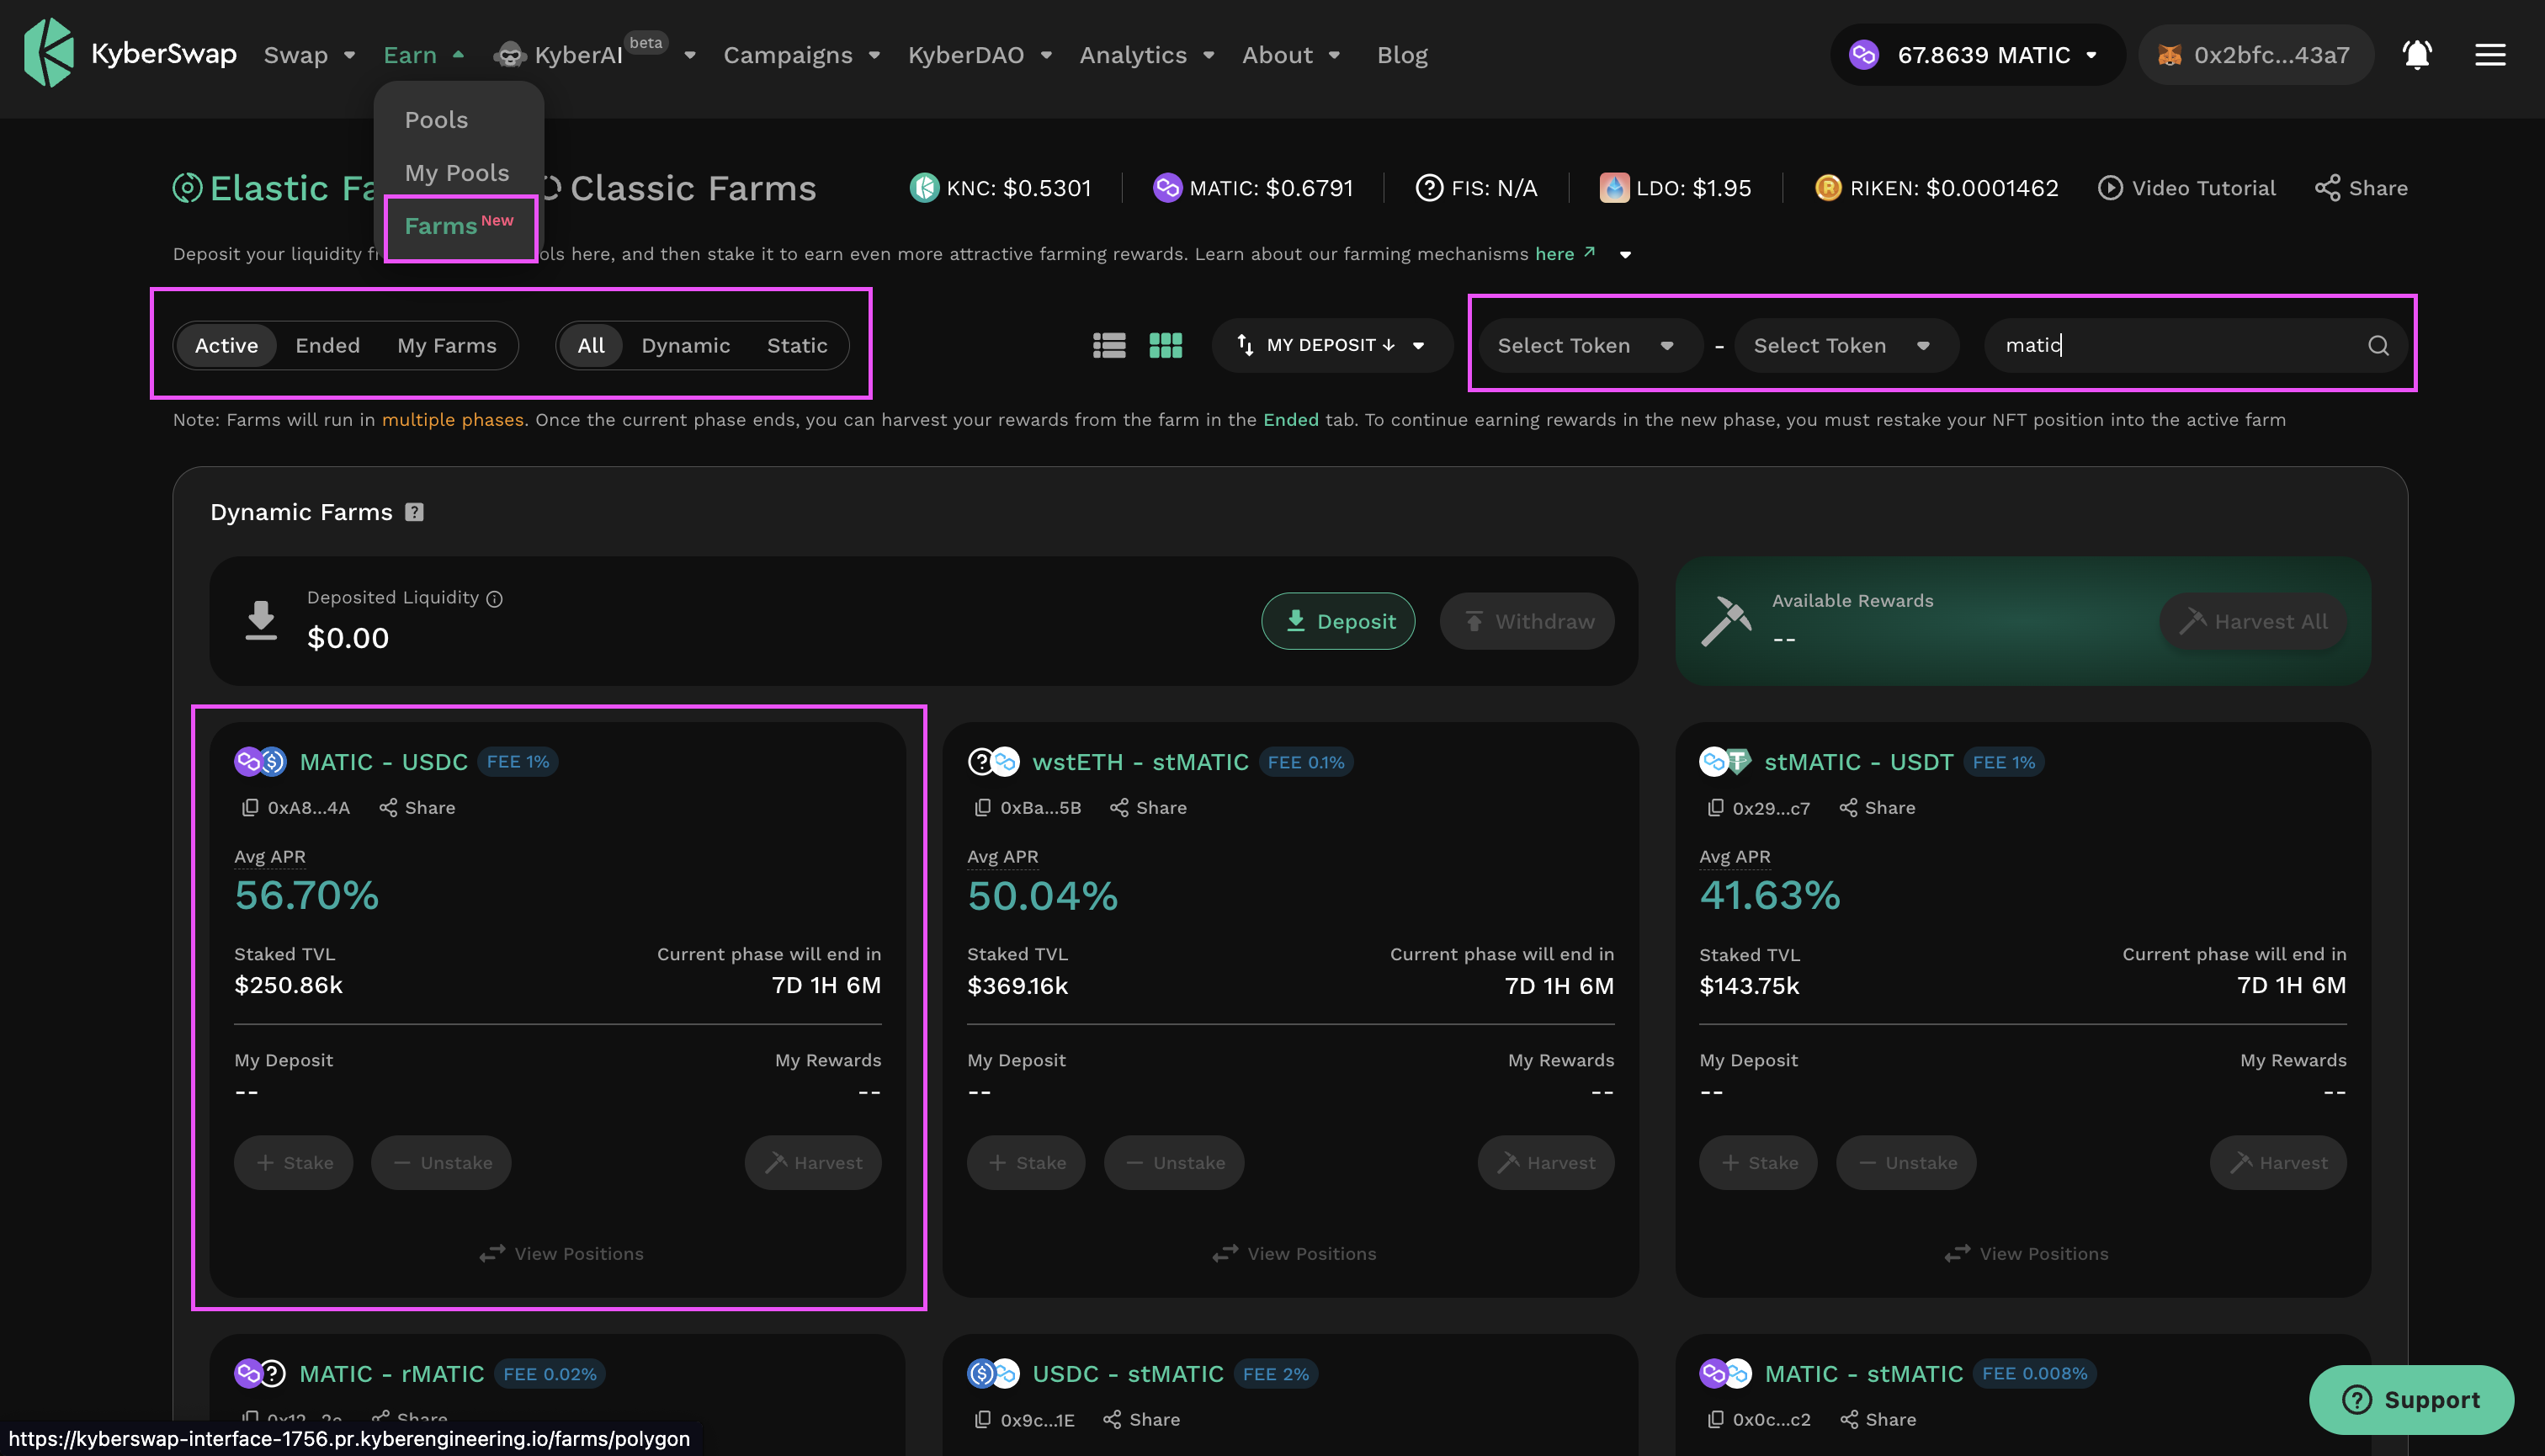 KyberSwap Swap Earn KyberAI beta Campaigns KyberDAO Analytics About Blog 67.8639 MATIC 0x2bfc...43a7
Pools
My Pools
Farms New
Elastic Fa Classic Farms KNC: $0.5301 MATIC: $0.6791 FIS: N/A LDO: $1.95 RIKEN: $0.0001462 Video Tutorial Share
Deposit your liquidity here, and then stake it to earn even more attractive farming rewards. Learn about our farming mechanisms here ↗
Active Ended My Farms All Dynamic Static MY DEPOSIT ↓ Select Token - Select Token matic
Note: Farms will run in multiple phases. Once the current phase ends, you can harvest your rewards from the farm in the Ended tab. To continue earning rewards in the new phase, you must restake your NFT position into the active farm
Dynamic Farms ?
Deposited Liquidity
$0.00
Deposit Withdraw
Available Rewards
--
Harvest All
MATIC - USDC FEE 1%
0xA8...4A Share
Avg APR
56.70%
Staked TVL Current phase will end in
$250.86k 7D 1H 6M
My Deposit My Rewards
-- --
+ Stake — Unstake Harvest
View Positions
wstETH - stMATIC FEE 0.1%
0xBa...5B Share
Avg APR
50.04%
Staked TVL Current phase will end in
$369.16k 7D 1H 6M
My Deposit My Rewards
-- --
+ Stake — Unstake Harvest
View Positions
stMATIC - USDT FEE 1%
0x29...c7 Share
Avg APR
41.63%
Staked TVL Current phase will end in
$143.75k 7D 1H 6M
My Deposit My Rewards
-- --
+ Stake — Unstake Harvest
View Positions
MATIC - rMATIC FEE 0.02%
Share
USDC - stMATIC FEE 2%
0x9c...1E Share
MATIC - stMATIC FEE 0.008%
0x0c...c2 Share
Support
https://kyberswap-interface-1756.pr.kyberengineering.io/farms/polygon